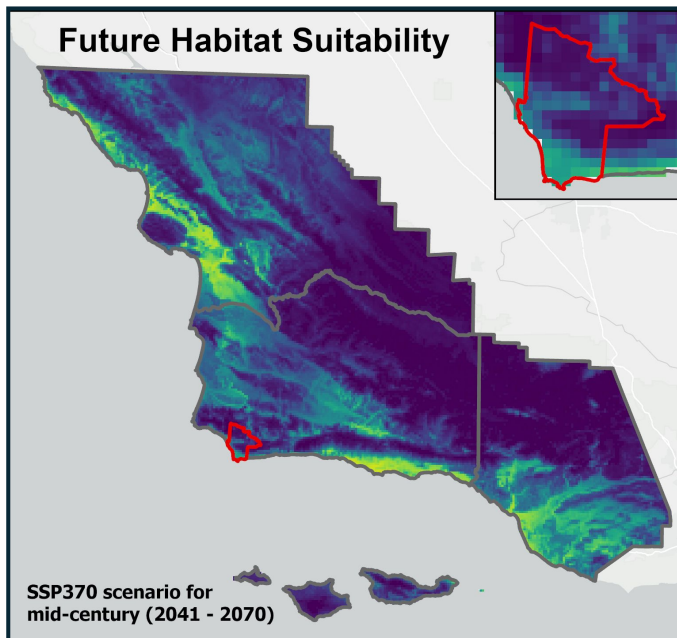 Future Habitat Suitability
SSP370 scenario for
mid-century (2041 - 2070)